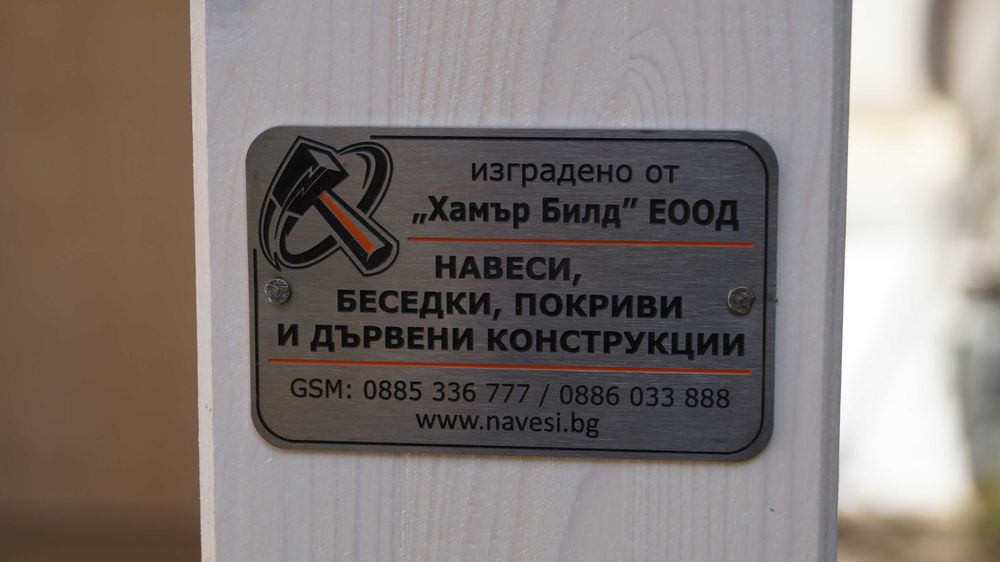 изградено от
„Хамър Билд” ЕООД
НАВЕСИ,
БЕСЕДКИ, ПОКРИВИ
И ДЪРВЕНИ КОНСТРУКЦИИ
GSM: 0885 336 777 / 0886 033 888
www.navesi.bg